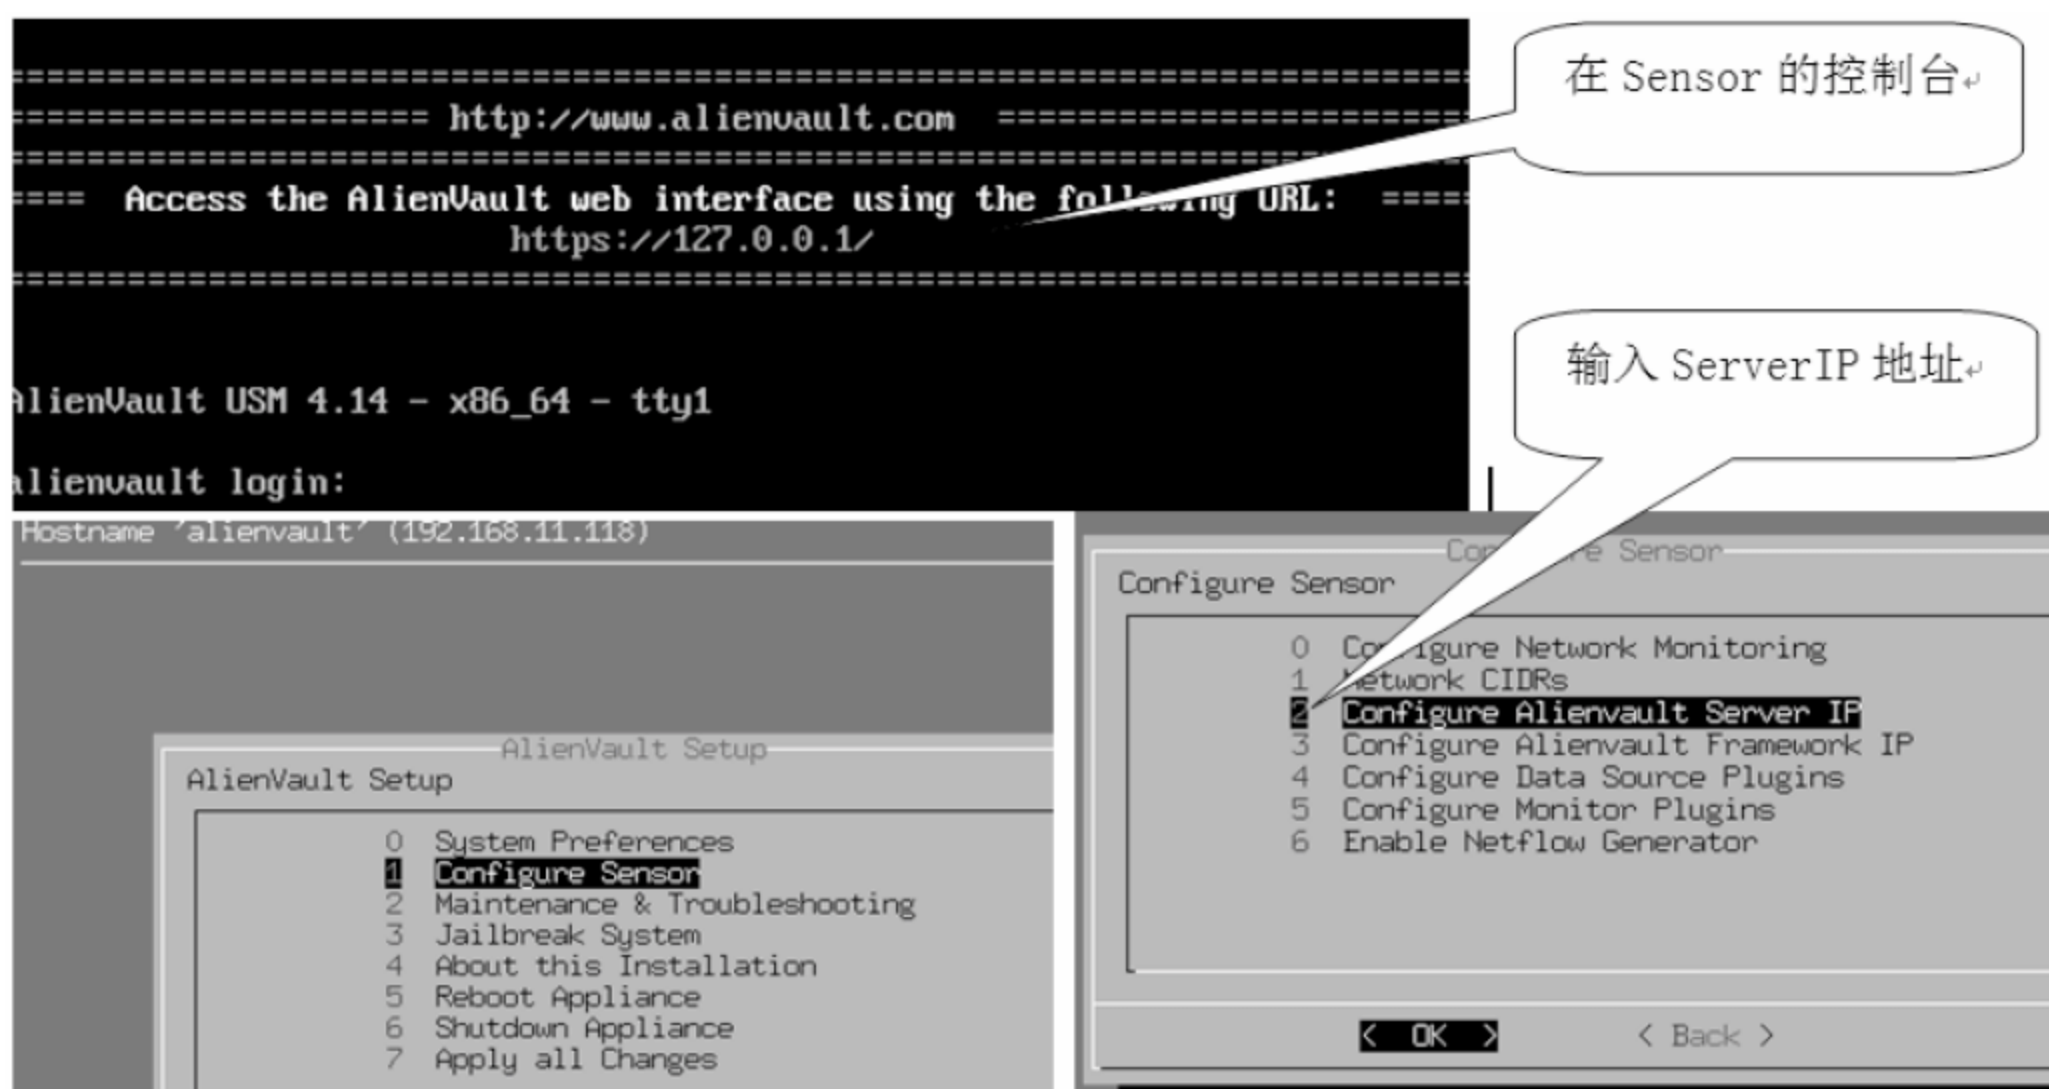 ============================================================
===================== http://www.alienvault.com =======================
============================================================
==== Access the AlienVault web interface using the following URL: =====
https://127.0.0.1/
============================================================
AlienVault USM 4.14 - x86_64 - tty1
alienvault login:
在 Sensor 的控制台
输入 ServerIP 地址
Hostname 'alienvault' (192.168.11.118)
AlienVault Setup
AlienVault Setup
0 System Preferences
1 Configure Sensor
2 Maintenance & Troubleshooting
3 Jailbreak System
4 About this Installation
5 Reboot Appliance
6 Shutdown Appliance
7 Apply all Changes
Configure Sensor
Configure Sensor
0 Configure Network Monitoring
1 Network CIDRs
2 Configure Alienvault Server IP
3 Configure Alienvault Framework IP
4 Configure Data Source Plugins
5 Configure Monitor Plugins
6 Enable Netflow Generator
< OK > < Back >